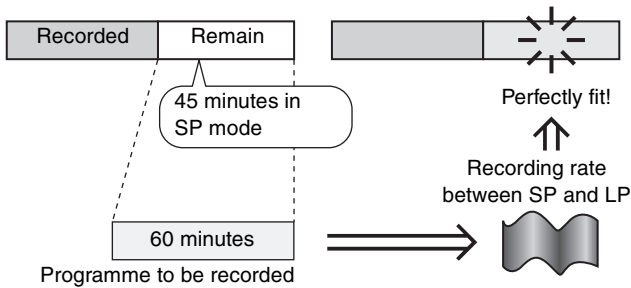 Recorded
Remain
45 minutes in
SP mode
Perfectly fit!
Recording rate
between SP and LP
60 minutes
Programme to be recorded